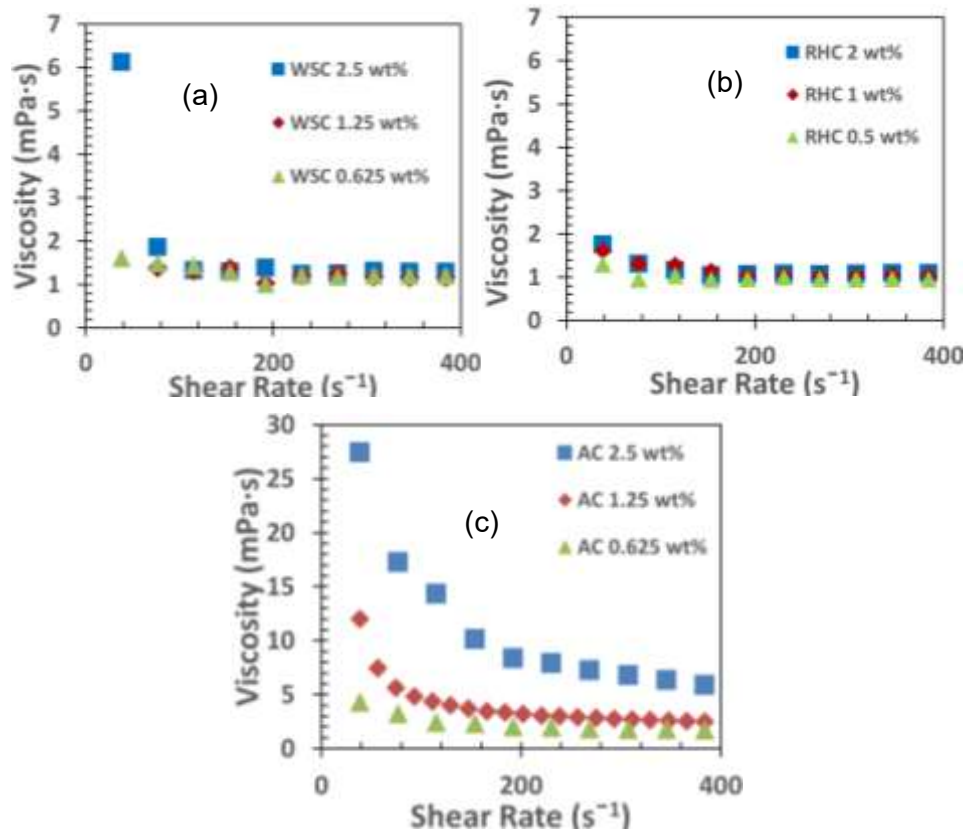 7
6
5
4
3
2
1
0
Viscosity (mPa·s)
(a)
WSC 2.5 wt%
WSC 1.25 wt%
WSC 0.625 wt%
0 200 400
Shear Rate (s⁻¹)
7
6
5
4
3
2
1
0
Viscosity (mPa·s)
(b)
RHC 2 wt%
RHC 1 wt%
RHC 0.5 wt%
0 200 400
Shear Rate (s⁻¹)
30
25
20
15
10
5
0
Viscosity (mPa·s)
(c)
AC 2.5 wt%
AC 1.25 wt%
AC 0.625 wt%
0 200 400
Shear Rate (s⁻¹)